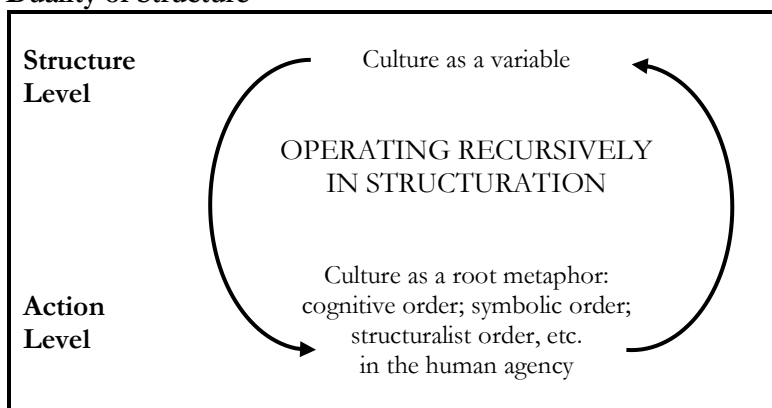 Duality of Structure
Structure
Level
Culture as a variable
OPERATING RECURSIVELY
IN STRUCTURATION
Action
Level
Culture as a root metaphor:
cognitive order; symbolic order;
structuralist order, etc.
in the human agency